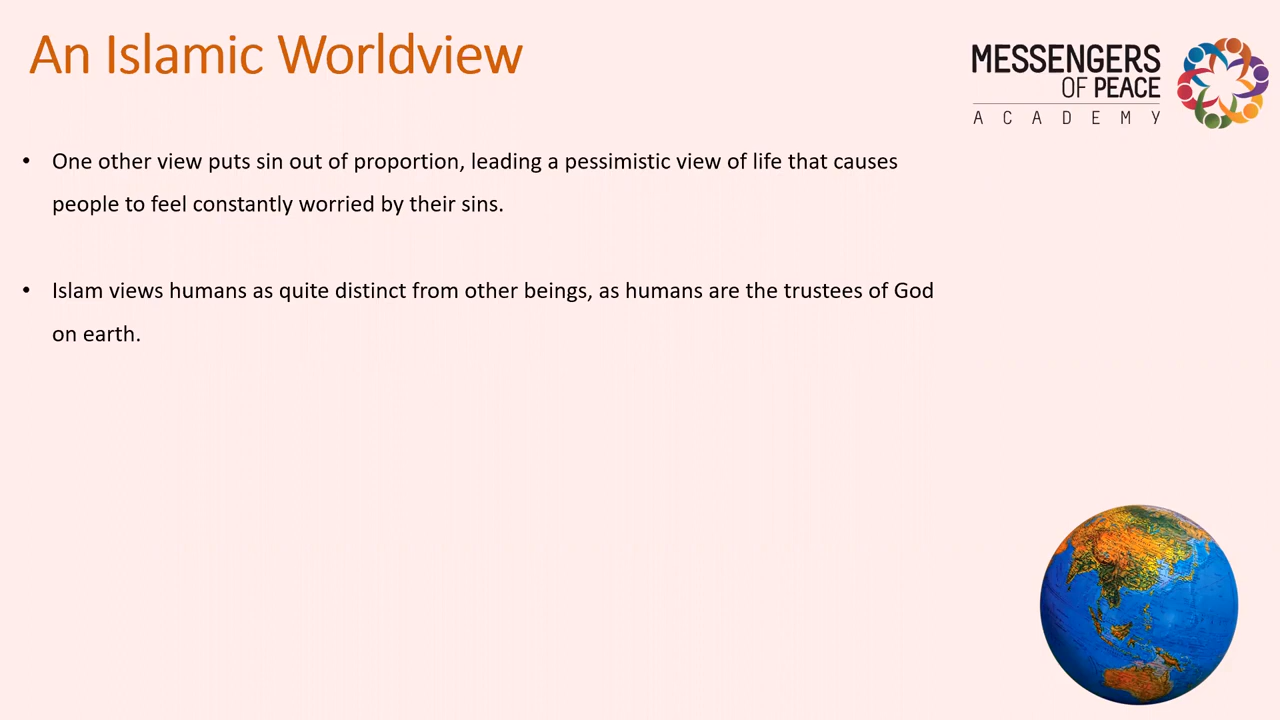 An Islamic Worldview
MESSENGERS
OF PEACE
ACADEMY
• One other view puts sin out of proportion, leading a pessimistic view of life that causes
people to feel constantly worried by their sins.
• Islam views humans as quite distinct from other beings, as humans are the trustees of God
on earth.